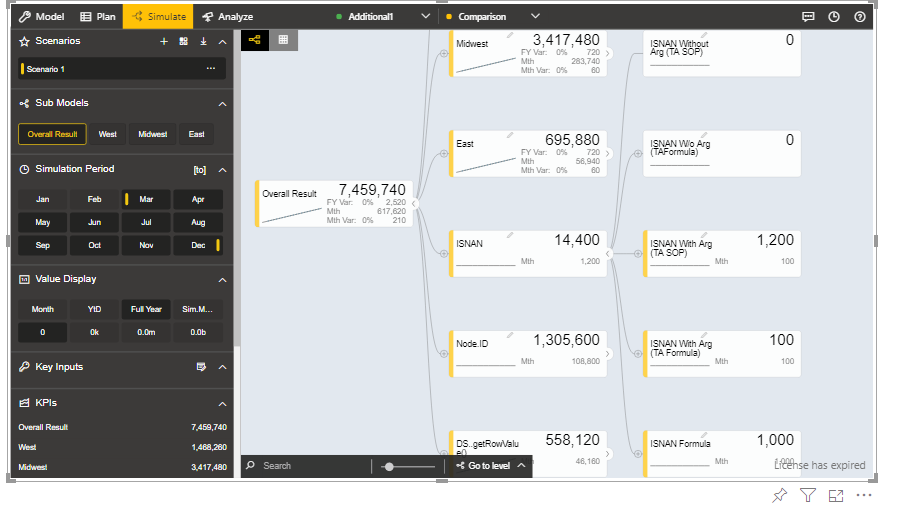 Model Plan Simulate Analyze Additional1 Comparison
Scenarios
Scenario 1
Sub Models
Overall Result West Midwest East
Simulation Period [to]
Jan Feb Mar Apr
May Jun Jul Aug
Sep Oct Nov Dec
Value Display
Month YtD Full Year Sim.M...
0 0k 0.0m 0.0b
Key Inputs
KPIs
Overall Result 7,459,740
West 1,468,260
Midwest 3,417,480
Overall Result 7,459,740
FY Var: 0% 2,520
Mth 617,620
Mth Var: 0% 210
Midwest 3,417,480
FY Var: 0% 720
Mth 283,740
Mth Var: 0% 60
East 695,880
FY Var: 0% 720
Mth 56,940
Mth Var: 0% 60
ISNAN 14,400
Mth 1,200
Node.ID 1,305,600
Mth 108,800
DS..getRowValu
e() 558,120
46,160
ISNAN Without
Arg (TA SOP) 0
ISNAN W/o Arg
(TAFormula) 0
ISNAN With Arg
(TA SOP) 1,200
Mth 100
ISNAN With Arg
(TA Formula) 100
Mth 100
ISNAN Formula 1,000
Mth 1,000
Search Go to level
License has expired